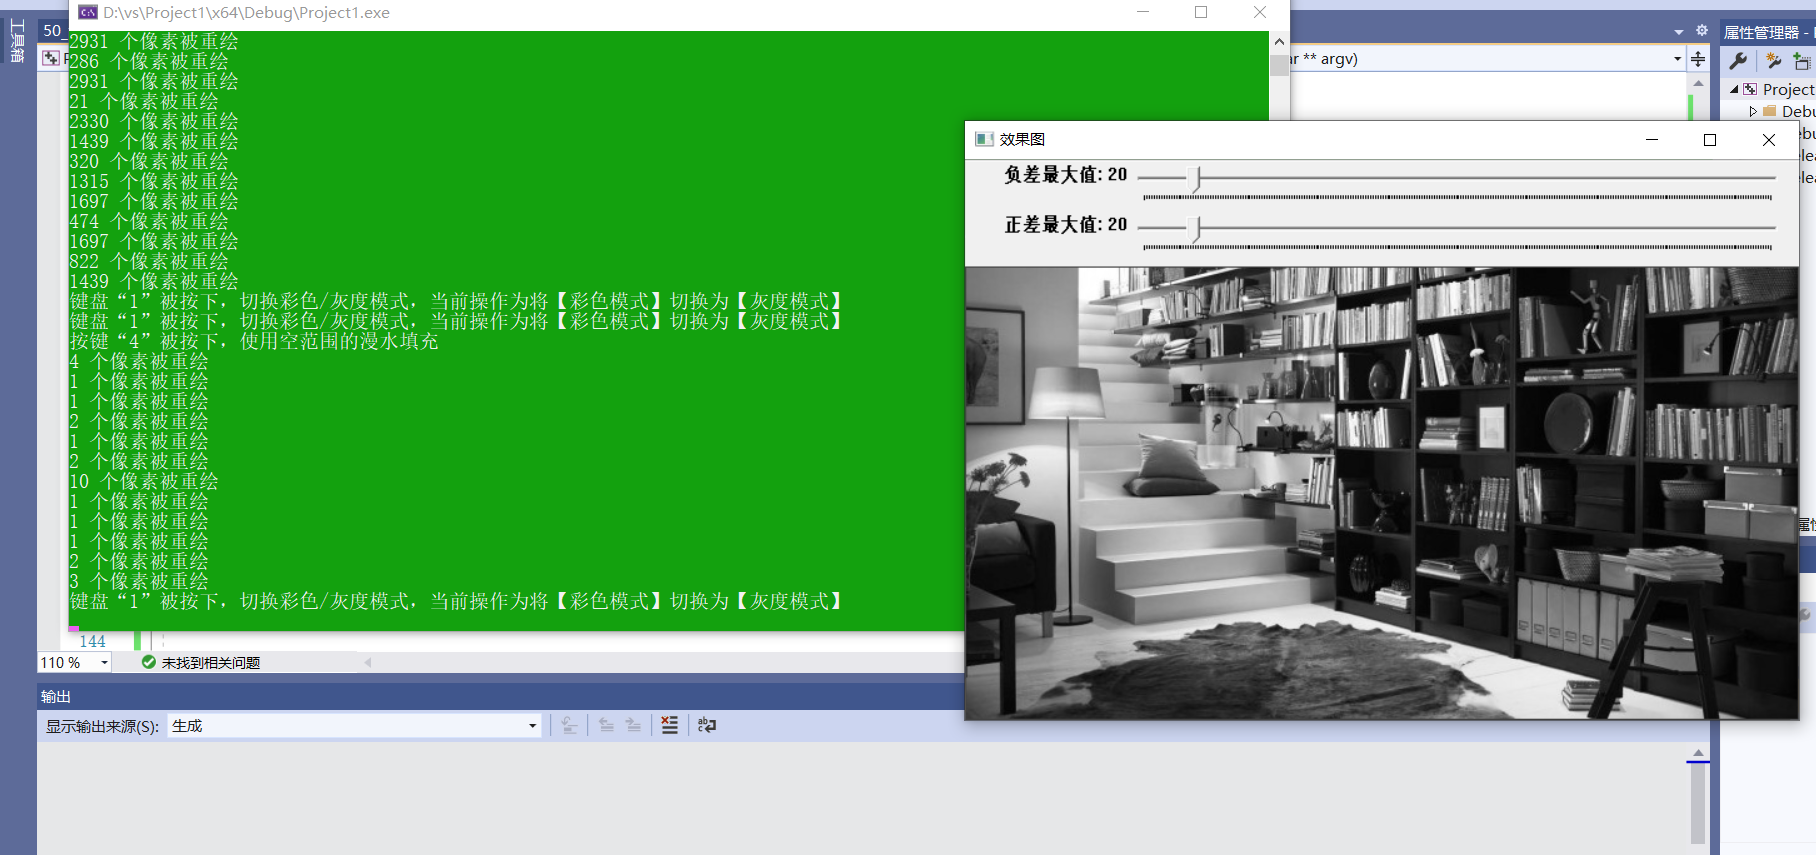 工具箱
D:\vs\Project1\x64\Debug\Project1.exe
50_
2931 个像素被重绘
286 个像素被重绘
2931 个像素被重绘
21 个像素被重绘
2330 个像素被重绘
1439 个像素被重绘
320 个像素被重绘
1315 个像素被重绘
1697 个像素被重绘
474 个像素被重绘
1697 个像素被重绘
822 个像素被重绘
1439 个像素被重绘
键盘“1”被按下，切换彩色/灰度模式，当前操作为将【彩色模式】切换为【灰度模式】
键盘“1”被按下，切换彩色/灰度模式，当前操作为将【彩色模式】切换为【灰度模式】
按键“4”被按下，使用空范围的漫水填充
4 个像素被重绘
1 个像素被重绘
1 个像素被重绘
2 个像素被重绘
1 个像素被重绘
2 个像素被重绘
10 个像素被重绘
1 个像素被重绘
1 个像素被重绘
1 个像素被重绘
2 个像素被重绘
3 个像素被重绘
键盘“1”被按下，切换彩色/灰度模式，当前操作为将【彩色模式】切换为【灰度模式】
144
110 %
未找到相关问题
输出
显示输出来源(S): 生成
ar ** argv)
效果图
负差最大值: 20
正差最大值: 20
属性管理器 -
Project
Debu
ebu
elea
elea